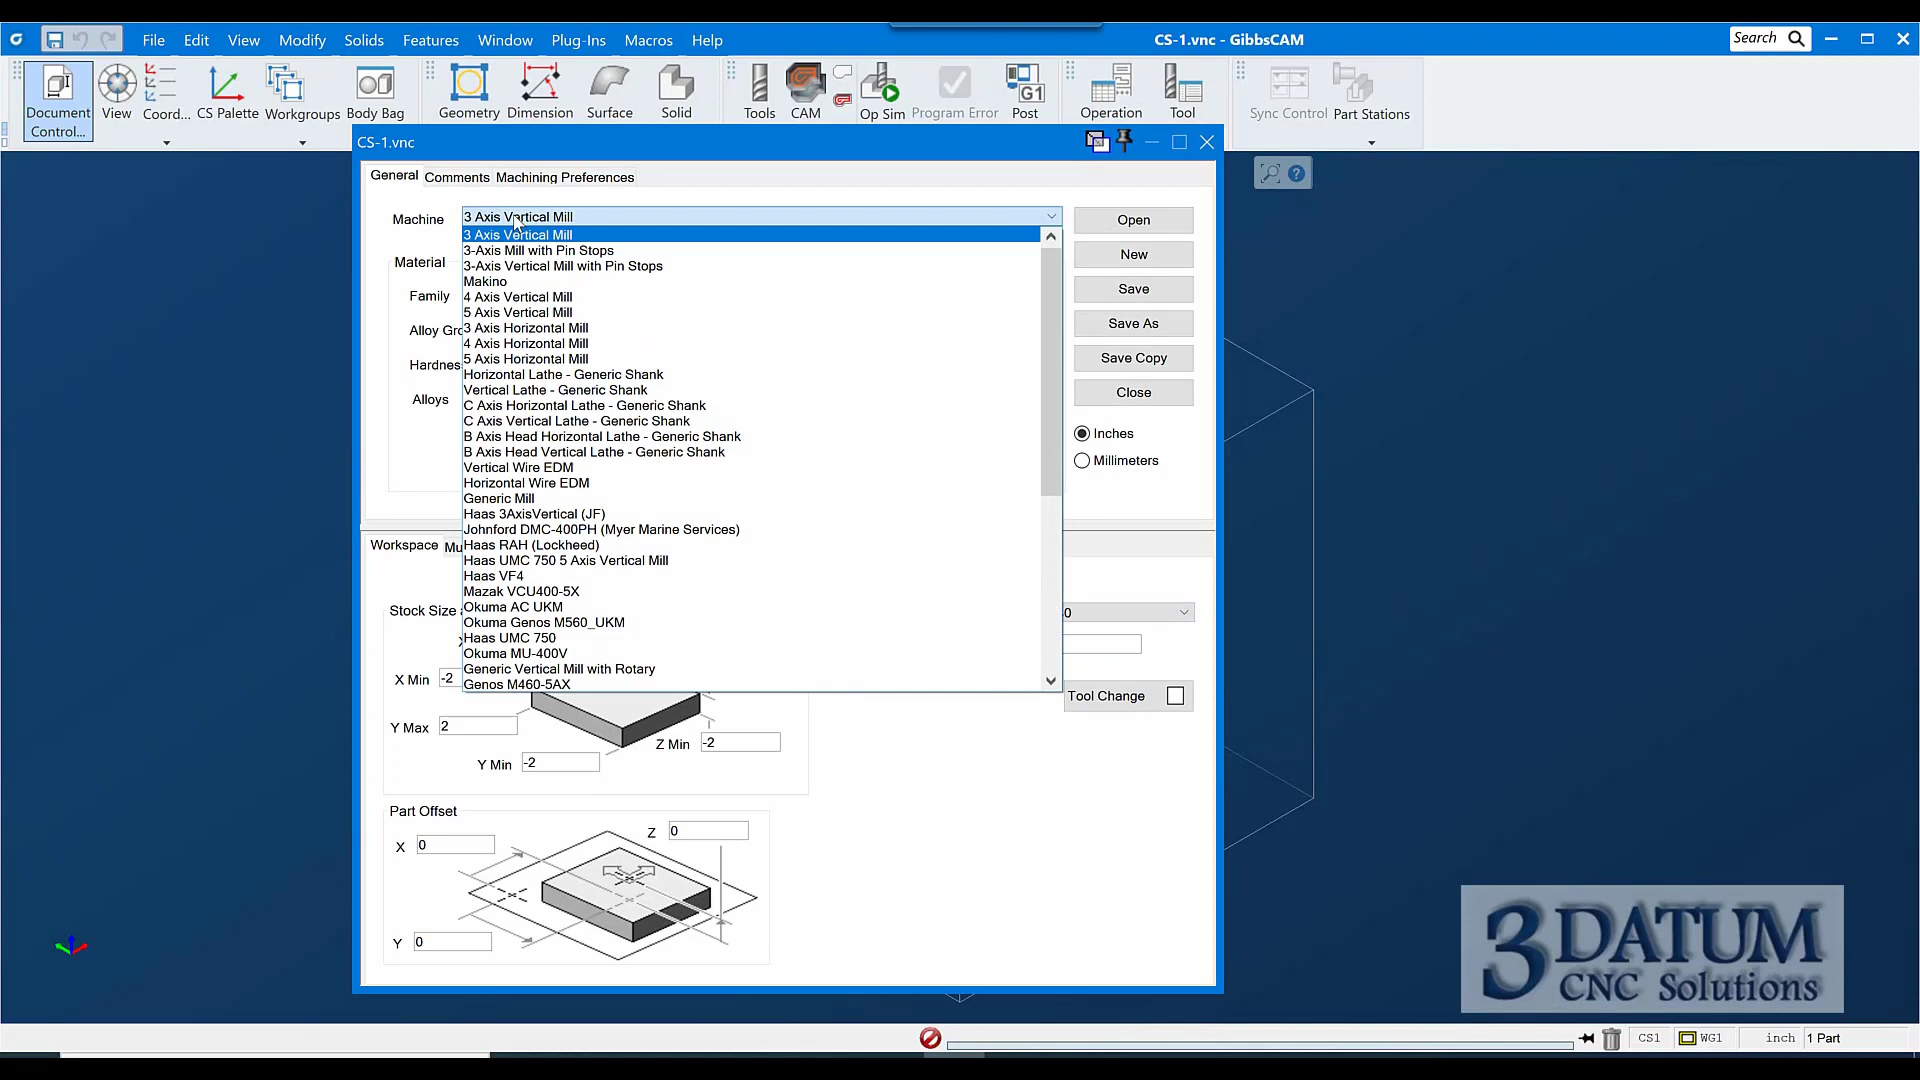 File Edit View Modify Solids Features Window Plug-Ins Macros Help
CS-1.vnc - GibbsCAM
Search
Document Control...
View
Coord...
CS Palette
Workgroups
Body Bag
Geometry
Dimension
Surface
Solid
Tools
CAM
Op Sim
Program Error
G1
Post
Operation
Tool
Sync Control
Part Stations
CS-1.vnc
General Comments Machining Preferences
Machine
3 Axis Vertical Mill
3 Axis Vertical Mill
3-Axis Mill with Pin Stops
3-Axis Vertical Mill with Pin Stops
Makino
4 Axis Vertical Mill
5 Axis Vertical Mill
3 Axis Horizontal Mill
4 Axis Horizontal Mill
5 Axis Horizontal Mill
Horizontal Lathe - Generic Shank
Vertical Lathe - Generic Shank
C Axis Horizontal Lathe - Generic Shank
C Axis Vertical Lathe - Generic Shank
B Axis Head Horizontal Lathe - Generic Shank
B Axis Head Vertical Lathe - Generic Shank
Vertical Wire EDM
Horizontal Wire EDM
Generic Mill
Haas 3AxisVertical (JF)
Johnford DMC-400PH (Myer Marine Services)
Haas RAH (Lockheed)
Haas UMC 750 5 Axis Vertical Mill
Haas VF4
Mazak VCU400-5X
Okuma AC UKM
Okuma Genos M560_UKM
Haas UMC 750
Okuma MU-400V
Generic Vertical Mill with Rotary
Genos M460-5AX
Material
Family
Alloy Gro
Hardness
Alloys
Open
New
Save
Save As
Save Copy
Close
Inches
Millimeters
Workspace Mu
Stock Size a
X Min -2
Y Max 2
Z Min -2
Y Min -2
0
Tool Change
Part Offset
Z 0
X 0
Y 0
3DATUM
CNC Solutions
CS1 WG1 inch 1 Part